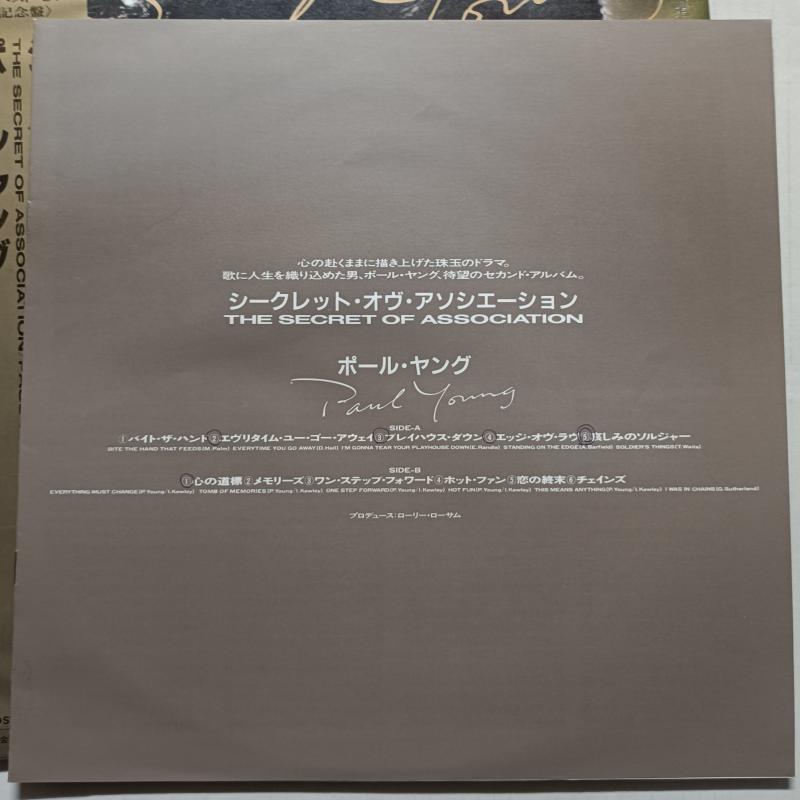 記念盤〉
THE SECRET OF ASSOCIATION
心の赴くままに描き上げた珠玉のドラマ。
歌に人生を織り込めた男、ポール・ヤング、待望のセカンド・アルバム。
シークレット・オヴ・アソシエーション
THE SECRET OF ASSOCIATION
ポール・ヤング
Paul Young
SIDE-A
①バイト・ザ・ハンド②エヴリタイム・ユー・ゴー・アウェイ③プレイハウス・ダウン④エッジ・オヴ・ラヴ⑤哀しみのソルジャー
BITE THE HAND THAT FEEDS(M.Palm) EVERYTIME YOU GO AWAY(D.Hall) I'M GONNA TEAR YOUR PLAYHOUSE DOWN(E.Randle) STANDING ON THE EDGE(A.Barfield) SOLDIER'S THINGS(T.Waits)
SIDE-B
①心の道標②メモリーズ③ワン・ステップ・フォワード④ホット・ファン⑤恋の終末⑥チェインズ
EVERYTHING MUST CHANGE(P.Young/I.Kewley) TOMB OF MEMORIES(P.Young/I.Kewley) ONE STEP FORWARD(P.Young/I.Kewley) HOT FUN(P.Young/I.Kewley) THIS MEANS ANYTHING(P.Young/I.Kewley) I WAS IN CHAINS(G.Sutherland)
プロデュース:ローリー・ローサム